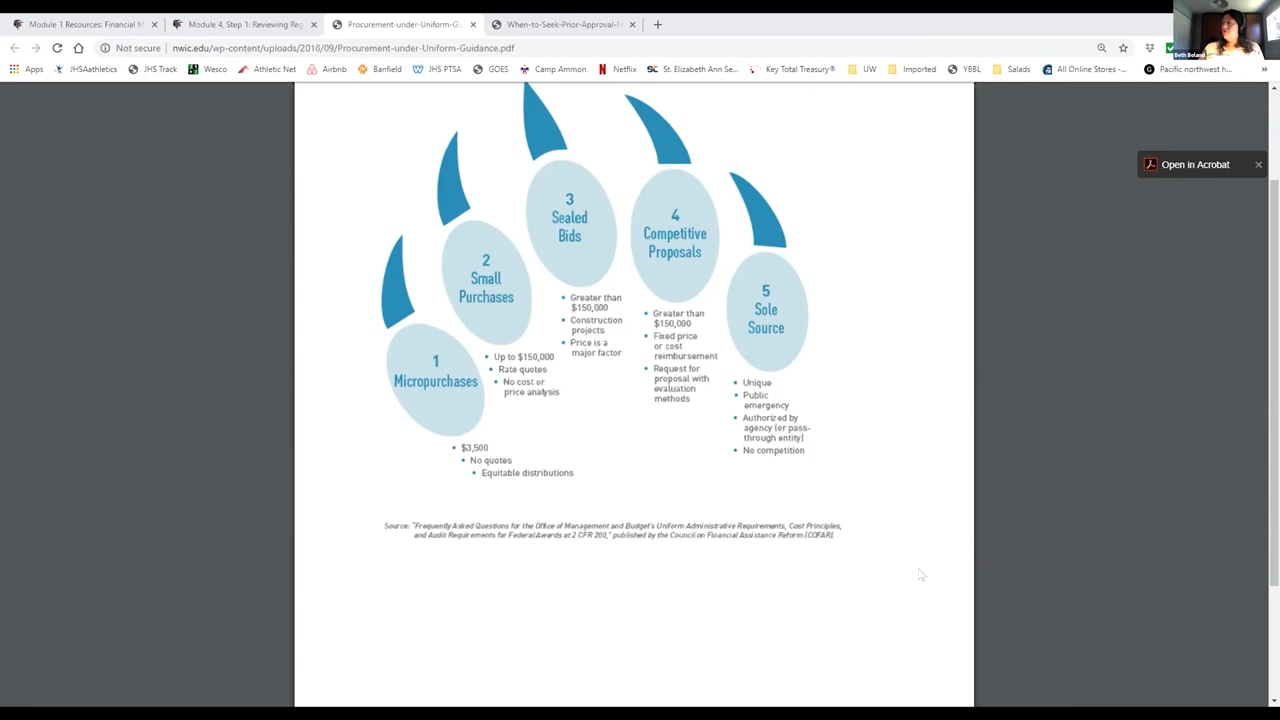 Module 1 Resources: Financial M
Module 4, Step 1: Reviewing Reg
Procurement-under-Uniform-Gu
When-to-Seek-Prior-Approval-F
Not secure
nwic.edu/wp-content/uploads/2018/09/Procurement-under-Uniform-Guidance.pdf
Apps
JHSAathletics
JHS Track
Wesco
Athletic Net
Airbnb
Banfield
JHS PTSA
GO/Es
Camp Ammon
Netflix
St. Elizabeth Ann Se...
Key Total Treasury®
UW
Imported
YBBL
Salads
All Online Stores -...
Pacific northwest h...
Beth Boland
Open in Acrobat
1
Micropurchases
$3,500
No quotes
Equitable distributions
2
Small
Purchases
Up to $150,000
Rate quotes
No cost or
price analysis
3
Sealed
Bids
Greater than
$150,000
Construction
projects
Price is a
major factor
4
Competitive
Proposals
Greater than
$150,000
Fixed price
or cost
reimbursement
Request for
proposal with
evaluation
methods
5
Sole
Source
Unique
Public
emergency
Authorized by
agency (or pass-
through entity)
No competition
Source: "Frequently Asked Questions for the Office of Management and Budget's Uniform Administrative Requirements, Cost Principles,
and Audit Requirements for Federal Awards at 2 CFR 200," published by the Council on Financial Assistance Reform (COFAR).